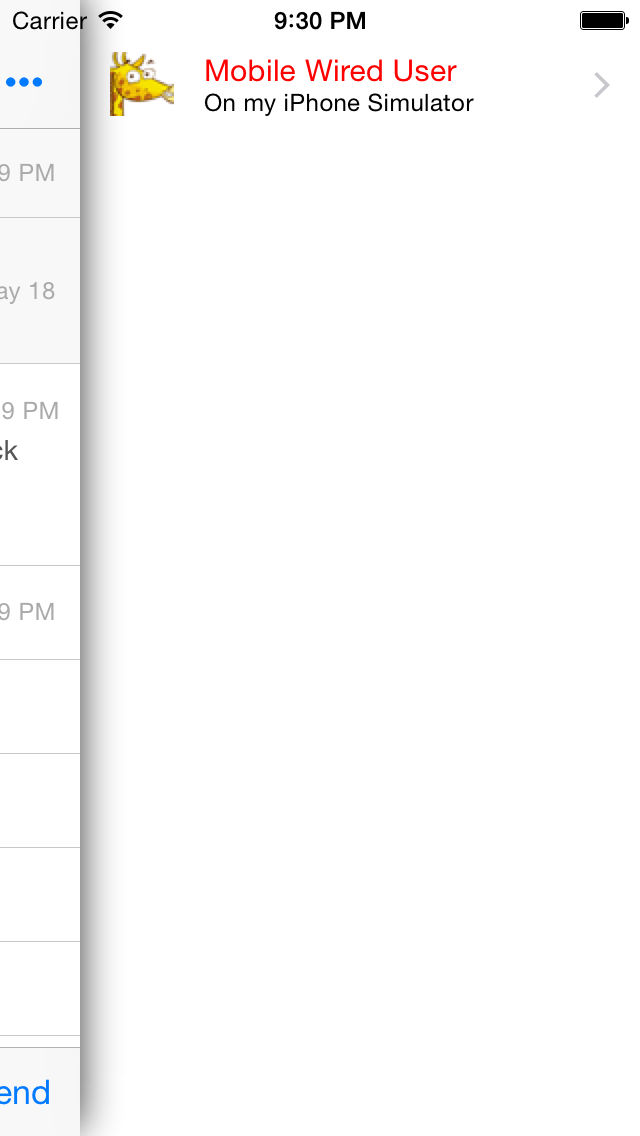 Carrier 9:30 PM
•••
Mobile Wired User
On my iPhone Simulator
9 PM
ay 18
9 PM
ck
9 PM
end